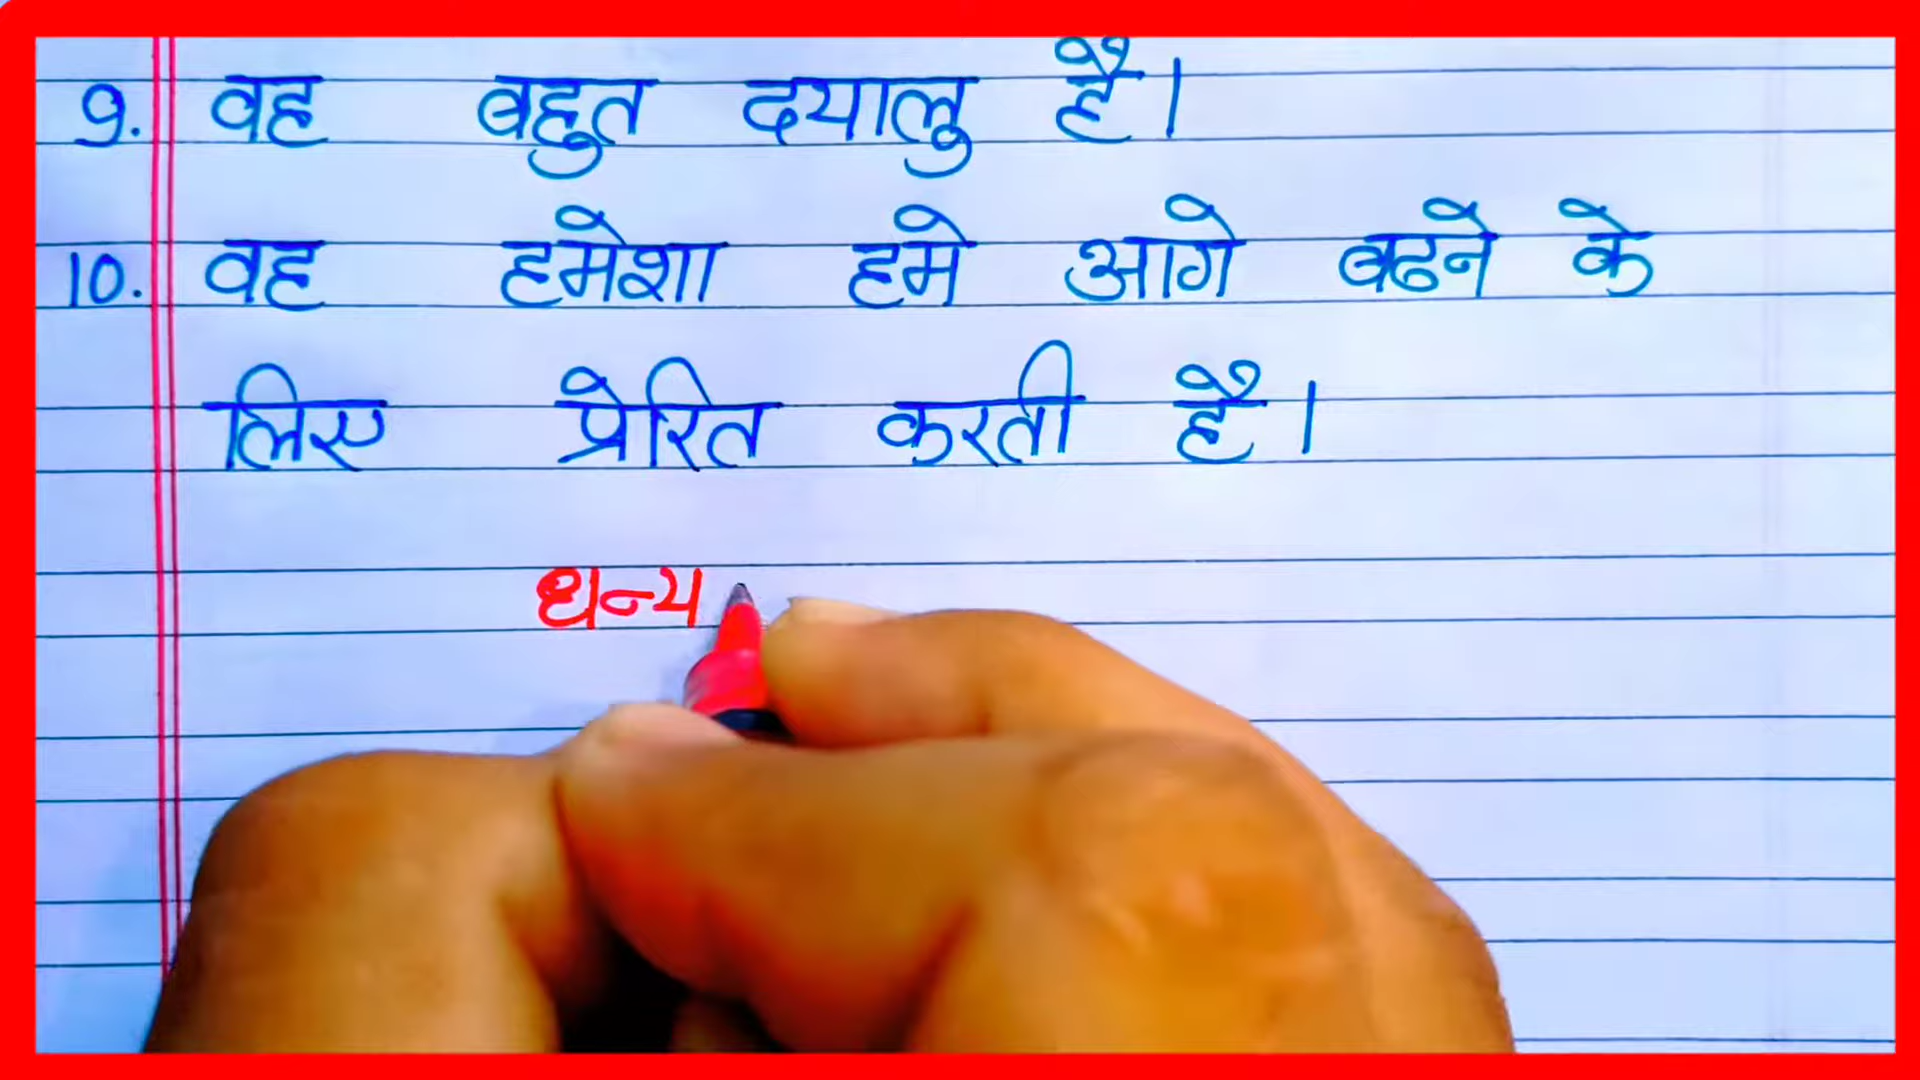 9. वह बहुत दयालु है।
10. वह हमेशा हमे आगे बढने के
लिए प्रेरित करती है।
धन्य